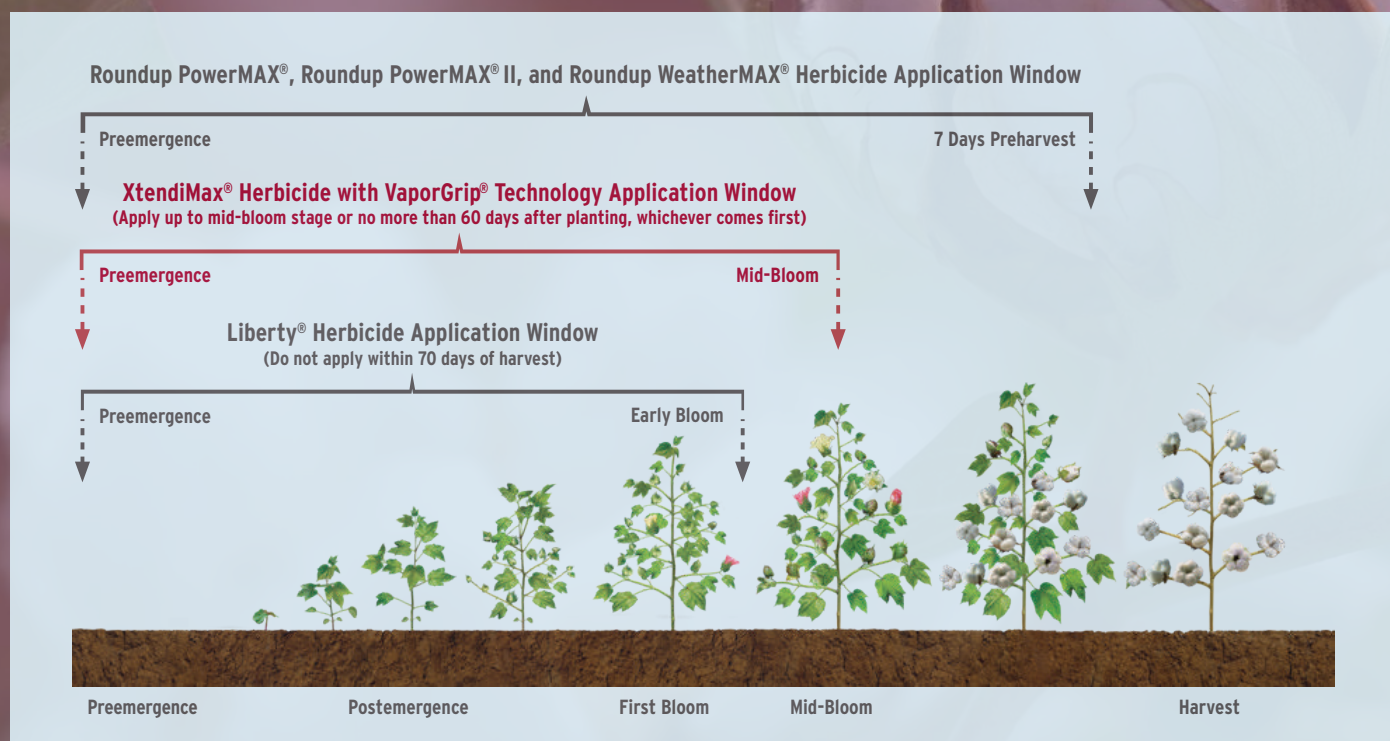 Roundup PowerMAX®, Roundup PowerMAX® II, and Roundup WeatherMAX® Herbicide Application Window
Preemergence
7 Days Preharvest
XtendiMax® Herbicide with VaporGrip® Technology Application Window
(Apply up to mid-bloom stage or no more than 60 days after planting, whichever comes first)
Preemergence
Mid-Bloom
Liberty® Herbicide Application Window
(Do not apply within 70 days of harvest)
Preemergence
Early Bloom
Preemergence
Postemergence
First Bloom
Mid-Bloom
Harvest